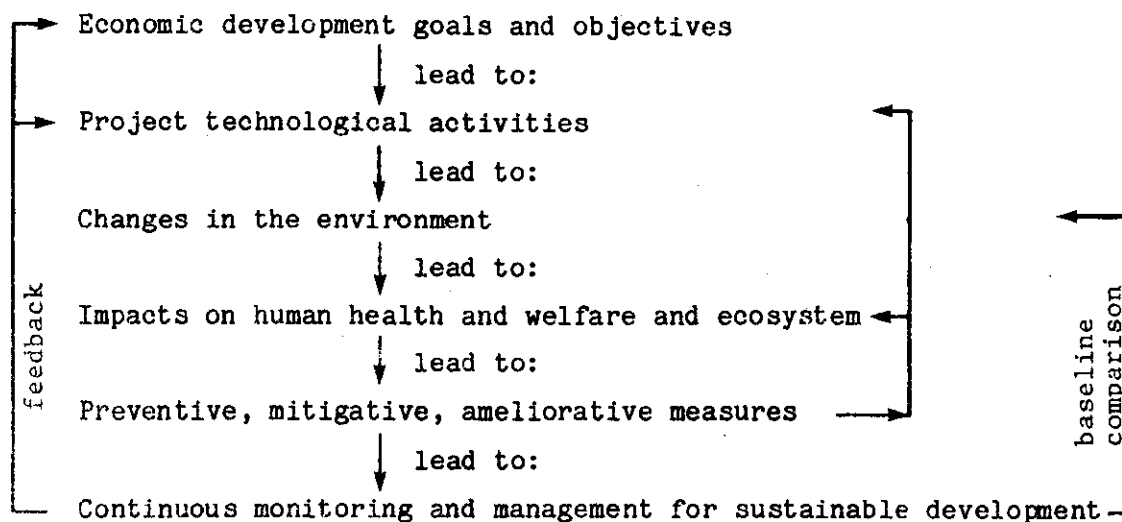 Economic development goals and objectives
lead to:
Project technological activities
lead to:
Changes in the environment
lead to:
Impacts on human health and welfare and ecosystem
lead to:
Preventive, mitigative, ameliorative measures
lead to:
Continuous monitoring and management for sustainable development
feedback
baseline
comparison